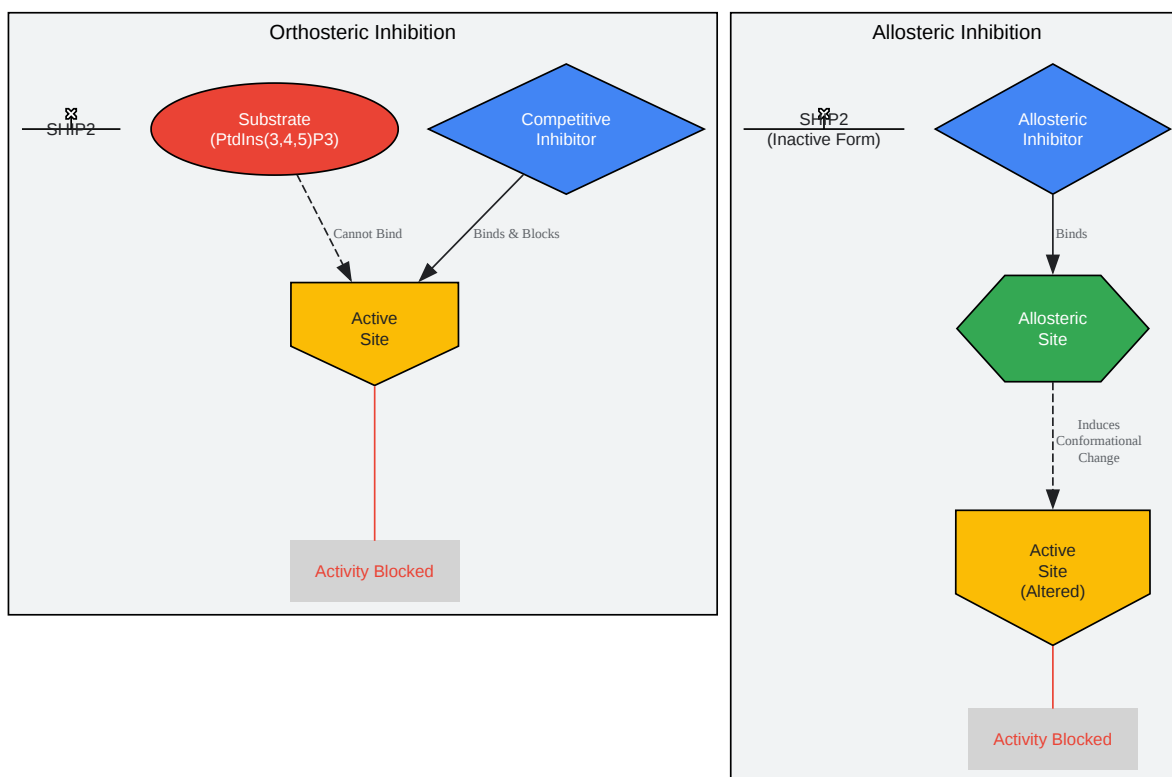 Orthosteric Inhibition
SHIP2
Substrate
(PtdIns(3,4,5)P3)
Competitive
Inhibitor
Cannot Bind
Binds & Blocks
Active
Site
Activity Blocked
Allosteric Inhibition
SHIP2
(Inactive Form)
Allosteric
Inhibitor
Binds
Allosteric
Site
Induces
Conformational
Change
Active
Site
(Altered)
Activity Blocked